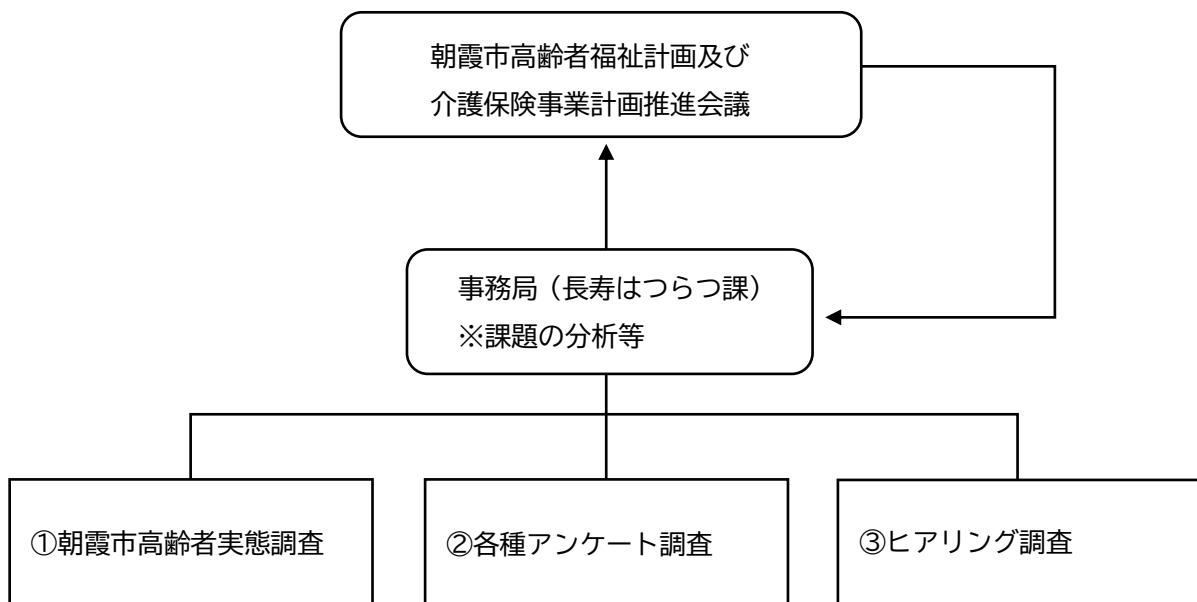 朝霞市高齢者福祉計画及び
介護保険事業計画推進会議
事務局（長寿はつらつ課）
※課題の分析等
①朝霞市高齢者実態調査
②各種アンケート調査
③ヒアリング調査